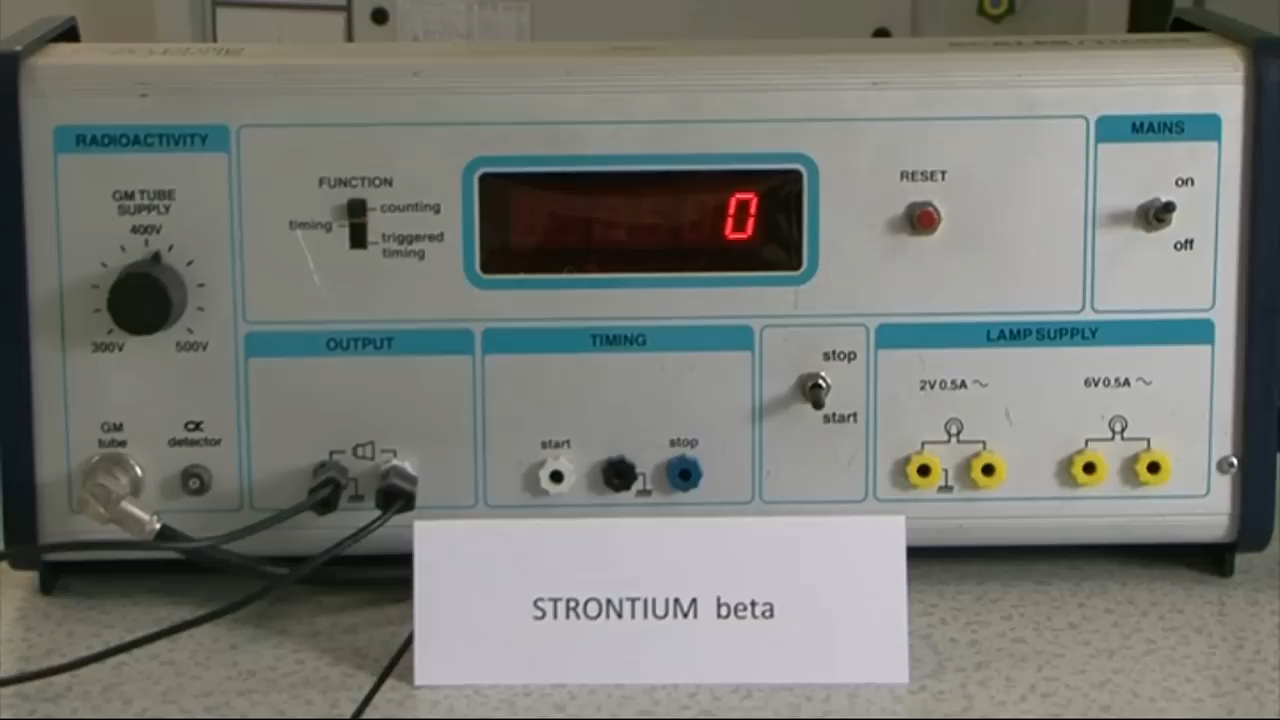 RADIOACTIVITY
GM TUBE
SUPPLY
400V
300V
500V
GM
tube
detector
FUNCTION
counting
timing
triggered
timing
0
RESET
MAINS
on
off
OUTPUT
TIMING
start
stop
stop
start
LAMP SUPPLY
2V 0.5A
6V 0.5A
STRONTIUM beta